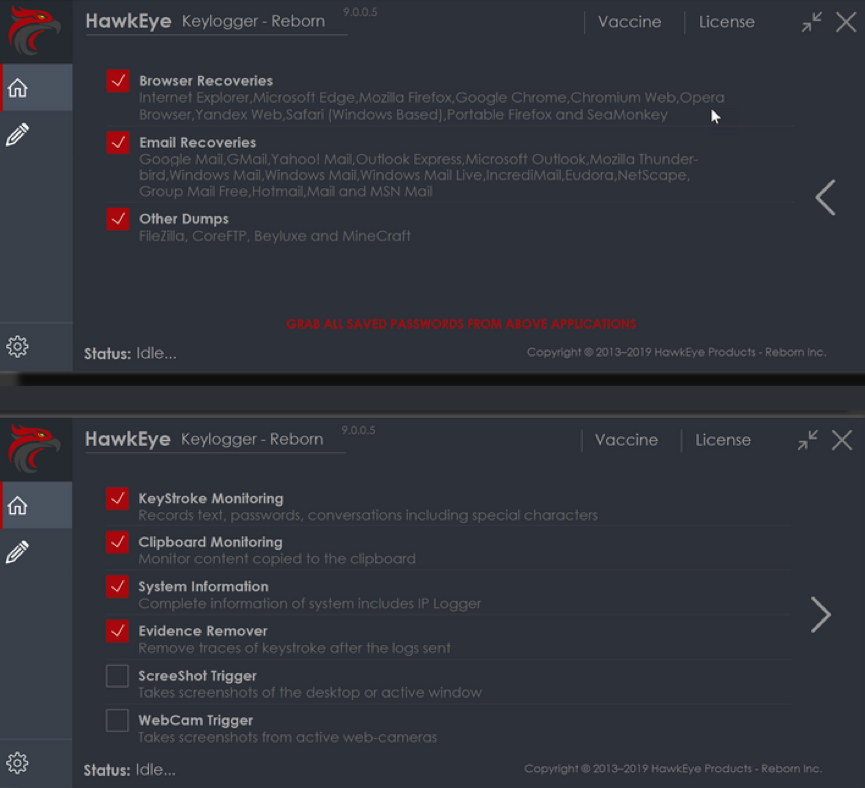 HawkEye Keylogger - Reborn 9.0.0.5 Vaccine License
Browser Recoveries
Internet Explorer,Microsoft Edge,Mozilla Firefox,Google Chrome,Chromium Web,Opera
Browser,Yandex Web,Safari (Windows Based),Portable Firefox and SeaMonkey
Email Recoveries
Google Mail,GMail,Yahoo! Mail,Outlook Express,Microsoft Outlook,Mozilla Thunder-
bird,Windows Mail,Windows Mail,Windows Mail Live,IncrediMail,Eudora,NetScape,
Group Mail Free,Hotmail,Mail and MSN Mail
Other Dumps
FileZilla, CoreFTP, Beyluxe and MineCraft
GRAB ALL SAVED PASSWORDS FROM ABOVE APPLICATIONS
Status: Idle... Copyright © 2013–2019 HawkEye Products - Reborn Inc.
HawkEye Keylogger - Reborn 9.0.0.5 Vaccine License
KeyStroke Monitoring
Records text, passwords, conversations including special characters
Clipboard Monitoring
Monitor content copied to the clipboard
System Information
Complete information of system includes IP Logger
Evidence Remover
Remove traces of keystroke after the logs sent
ScreeShot Trigger
Takes screenshots of the desktop or active window
WebCam Trigger
Takes screenshots from active web-cameras
Status: Idle... Copyright © 2013–2019 HawkEye Products - Reborn Inc.